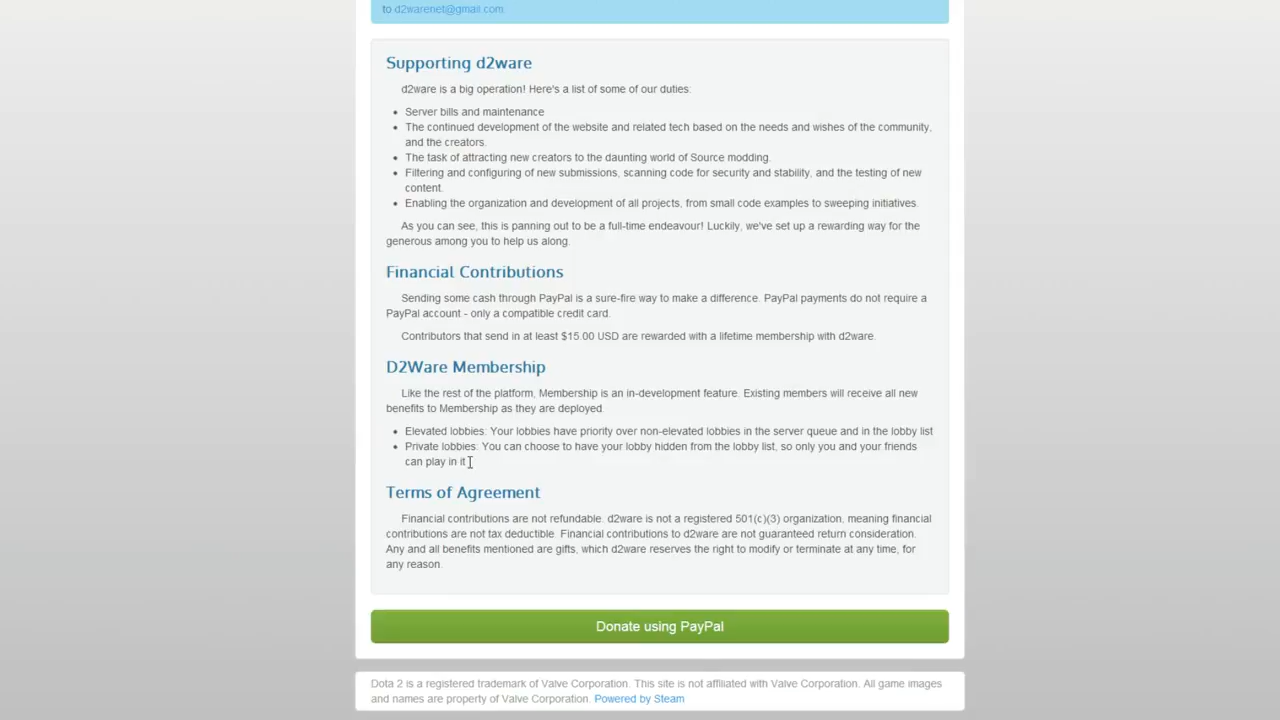 to d2warenet@gmail.com.
Supporting d2ware
d2ware is a big operation! Here's a list of some of our duties:
• Server bills and maintenance
• The continued development of the website and related tech based on the needs and wishes of the community,
and the creators.
• The task of attracting new creators to the daunting world of Source modding.
• Filtering and configuring of new submissions, scanning code for security and stability, and the testing of new
content.
• Enabling the organization and development of all projects, from small code examples to sweeping initiatives.
As you can see, this is panning out to be a full-time endeavour! Luckily, we've set up a rewarding way for the
generous among you to help us along.
Financial Contributions
Sending some cash through PayPal is a sure-fire way to make a difference. PayPal payments do not require a
PayPal account - only a compatible credit card.
Contributors that send in at least $15.00 USD are rewarded with a lifetime membership with d2ware.
D2Ware Membership
Like the rest of the platform, Membership is an in-development feature. Existing members will receive all new
benefits to Membership as they are deployed.
• Elevated lobbies: Your lobbies have priority over non-elevated lobbies in the server queue and in the lobby list
• Private lobbies: You can choose to have your lobby hidden from the lobby list, so only you and your friends
can play in it
Terms of Agreement
Financial contributions are not refundable. d2ware is not a registered 501(c)(3) organization, meaning financial
contributions are not tax deductible. Financial contributions to d2ware are not guaranteed return consideration.
Any and all benefits mentioned are gifts, which d2ware reserves the right to modify or terminate at any time, for
any reason.
Donate using PayPal
Dota 2 is a registered trademark of Valve Corporation. This site is not affiliated with Valve Corporation. All game images
and names are property of Valve Corporation. Powered by Steam